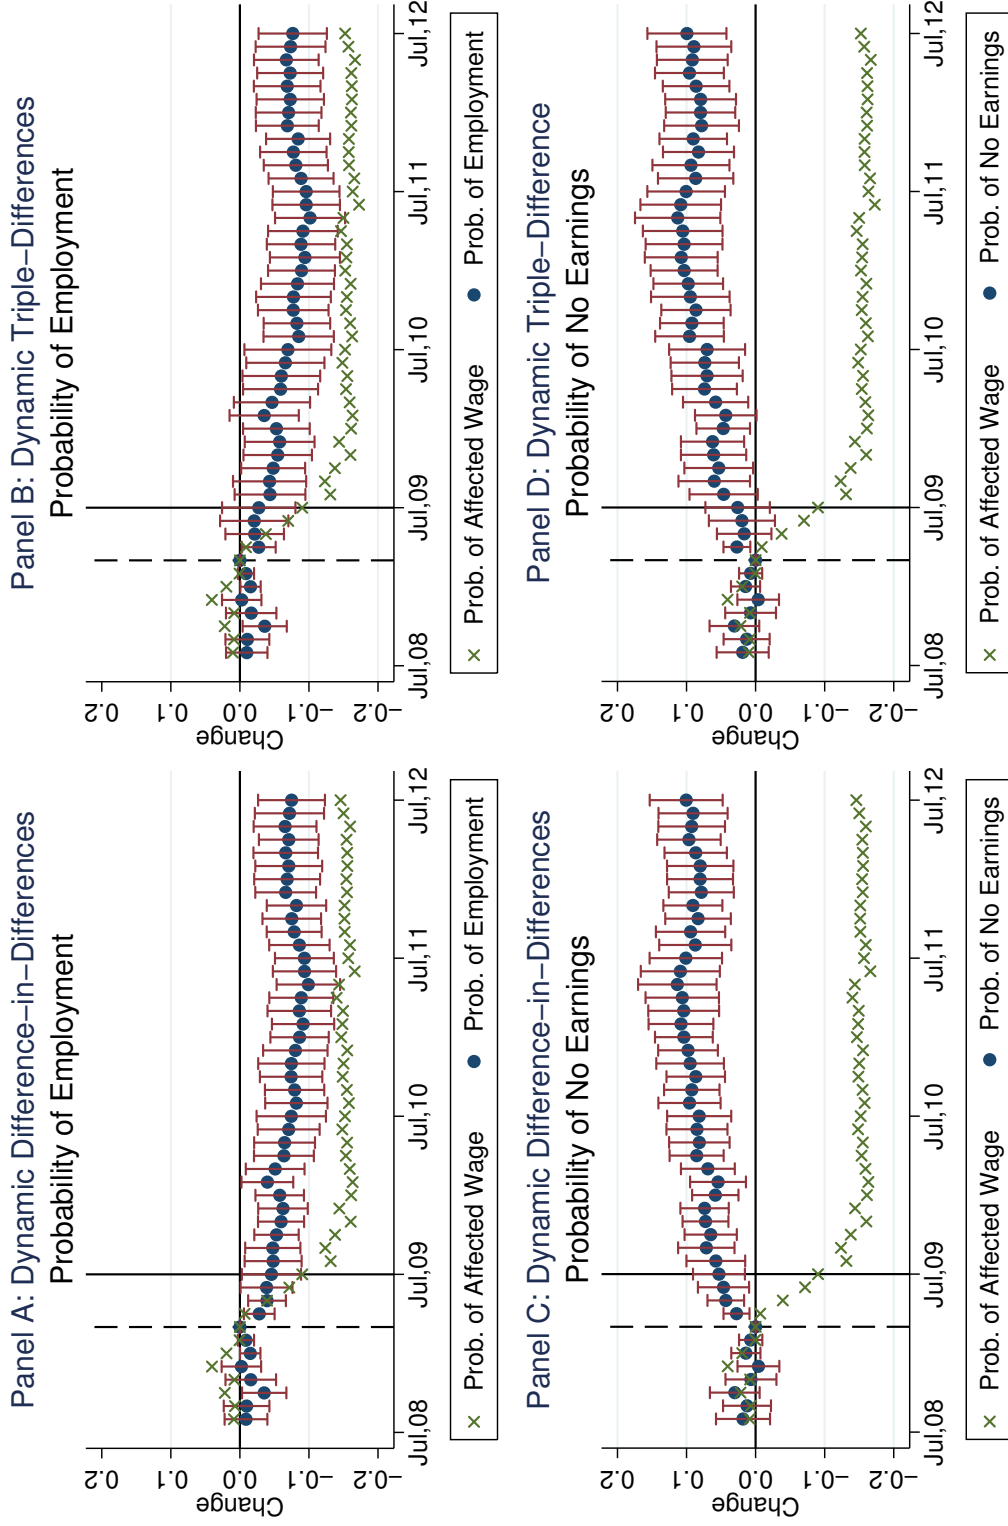 Panel A: Dynamic Difference−in−Differences
Probability of Employment
Change
0.2
0.1
0.0
−0.1
−0.2
Jul,08
Jul,09
Jul,10
Jul,11
Jul,12
Prob. of Affected Wage
Prob. of Employment
Panel B: Dynamic Triple−Differences
Probability of Employment
Change
0.2
0.1
0.0
−0.1
−0.2
Jul,08
Jul,09
Jul,10
Jul,11
Jul,12
Prob. of Affected Wage
Prob. of Employment
Panel C: Dynamic Difference−in−Differences
Probability of No Earnings
Change
0.2
0.1
0.0
−0.1
−0.2
Jul,08
Jul,09
Jul,10
Jul,11
Jul,12
Prob. of Affected Wage
Prob. of No Earnings
Panel D: Dynamic Triple−Difference
Probability of No Earnings
Change
0.2
0.1
0.0
−0.1
−0.2
Jul,08
Jul,09
Jul,10
Jul,11
Jul,12
Prob. of Affected Wage
Prob. of No Earnings